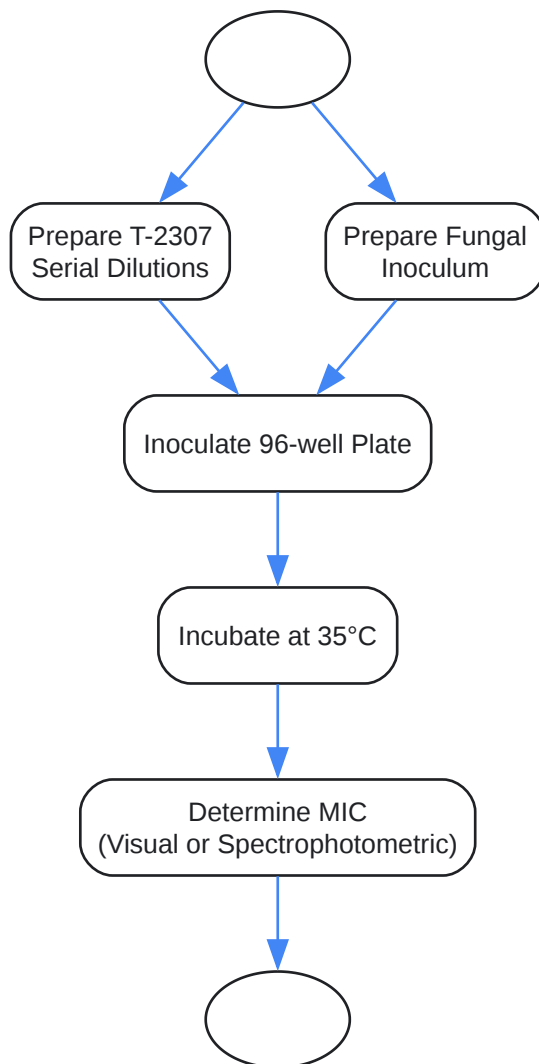 Prepare T-2307
Serial Dilutions
Prepare Fungal
Inoculum
Inoculate 96-well Plate
Incubate at 35°C
Determine MIC
(Visual or Spectrophotometric)